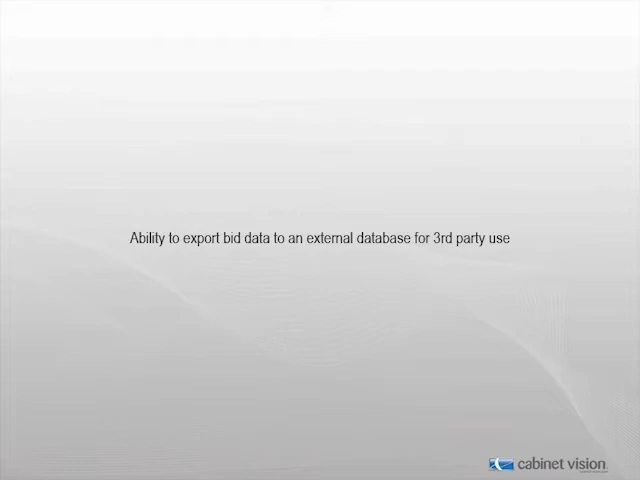 Ability to export bid data to an external database for 3rd party use
cabinet vision